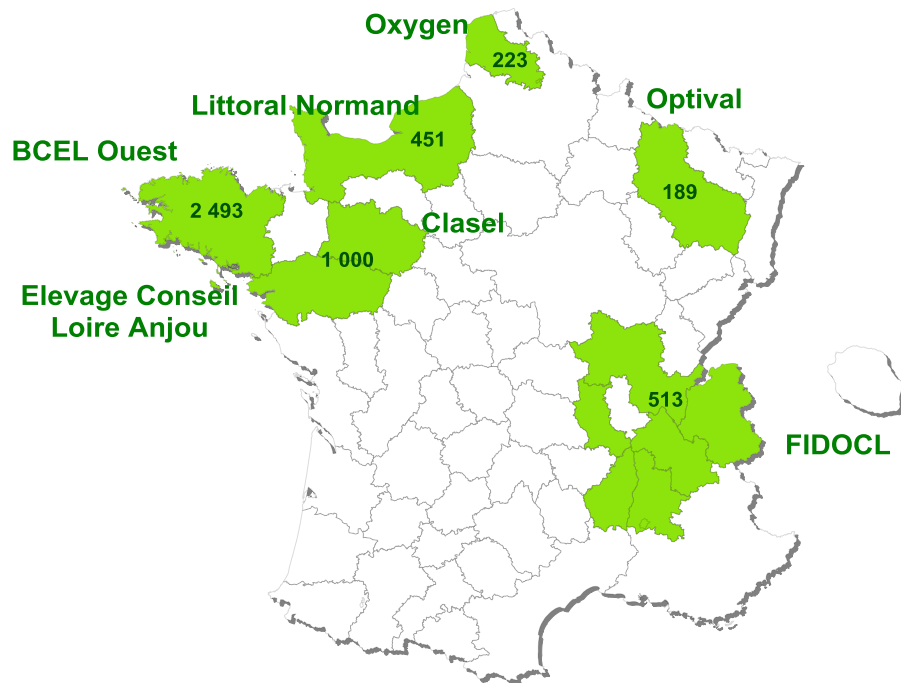 Oxygen
223
Optival
Littoral Normand
451
BCEL Ouest
189
2 493
Clasel
1 000
Elevage Conseil
Loire Anjou
513
FIDOCL